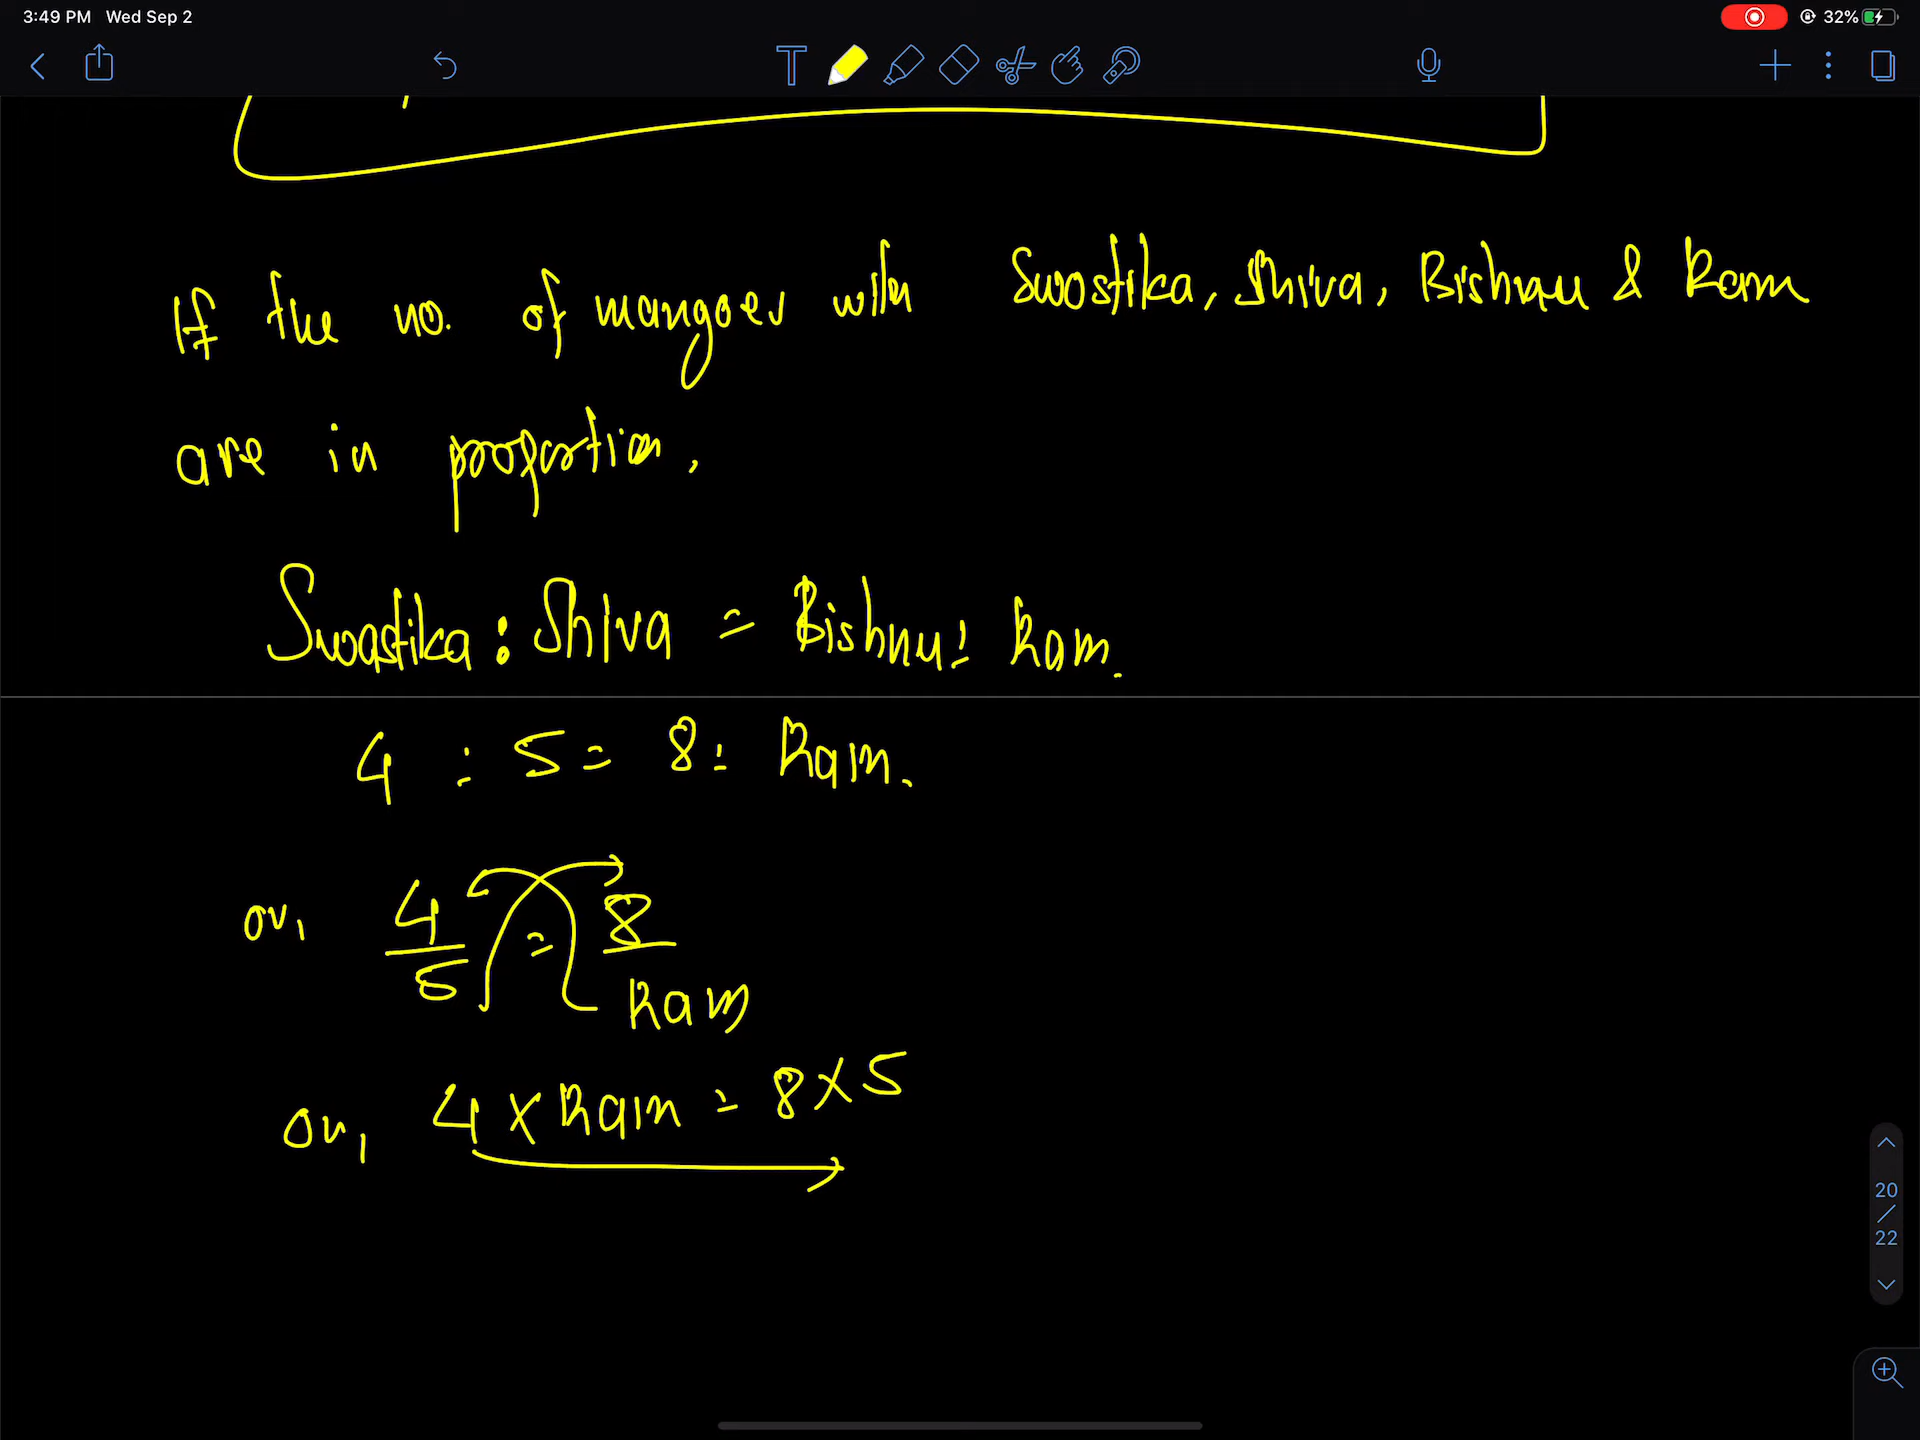 3:49 PM Wed Sep 2
32%
If the no. of mangoes with Swostika, Shiva, Bishnu & Ram
are in proportion.
Swastika : Shiva = Bishnu : Ram.
4 : 5 = 8 : Ram.
or, 4/5 = 8/Ram
or, 4 × Ram = 8 × 5
20
/
22